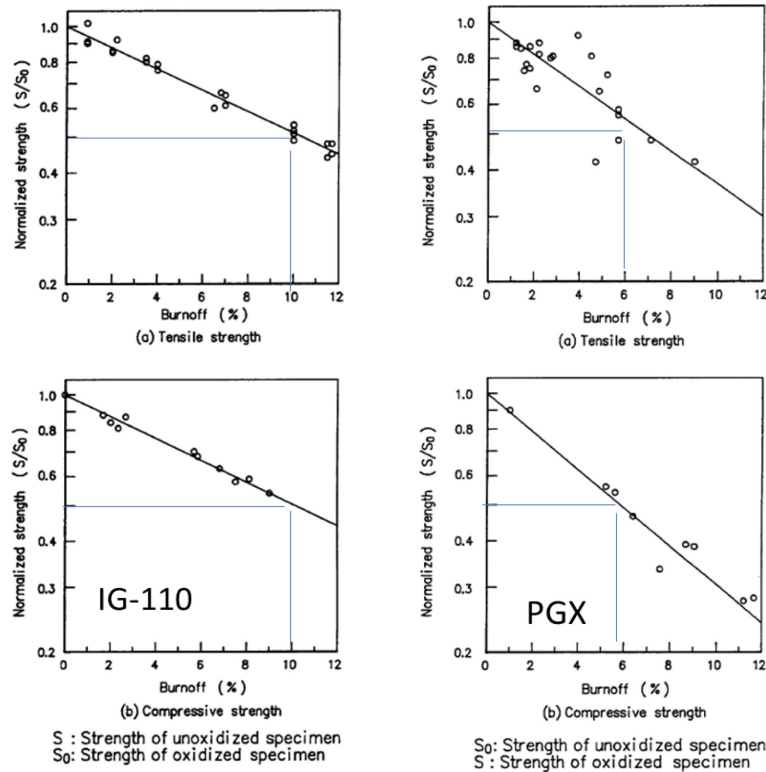 Normalized strength (S/S₀)
1.0
0.8
0.6
0.4
0.2
0 2 4 6 8 10 12
Burnoff (%)
(a) Tensile strength
Normalized strength (S/S₀)
1.0
0.8
0.6
0.4
0.3
0.2
0 2 4 6 8 10 12
Burnoff (%)
(a) Tensile strength
Normalized strength (S/S₀)
1.0
0.8
0.6
0.4
0.3
0.2
IG-110
0 2 4 6 8 10 12
Burnoff (%)
(b) Compressive strength
S : Strength of unoxidized specimen
S₀: Strength of oxidized specimen
Normalized strength (S/S₀)
1.0
0.8
0.6
0.4
0.3
0.2
PGX
0 2 4 6 8 10 12
Burnoff (%)
(b) Compressive strength
S₀: Strength of unoxidized specimen
S : Strength of oxidized specimen